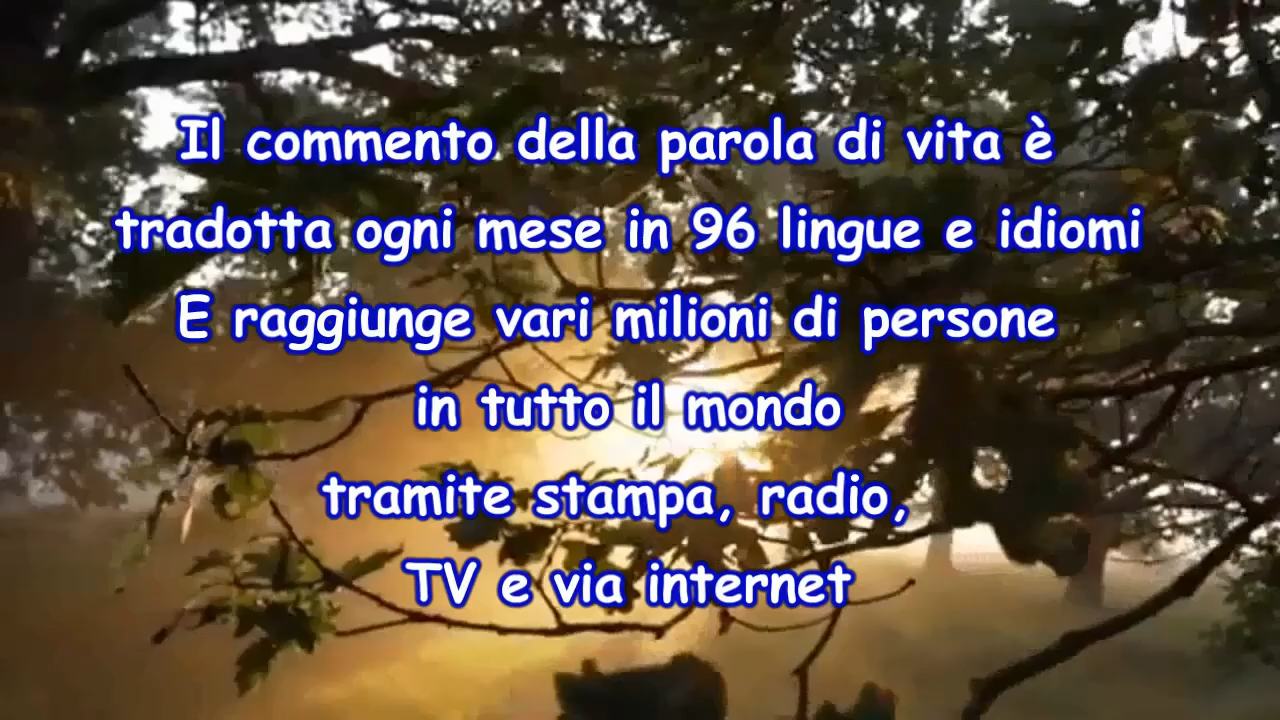 Il commento della parola di vita è
tradotta ogni mese in 96 lingue e idiomi
E raggiunge vari milioni di persone
in tutto il mondo
tramite stampa, radio,
TV e via internet